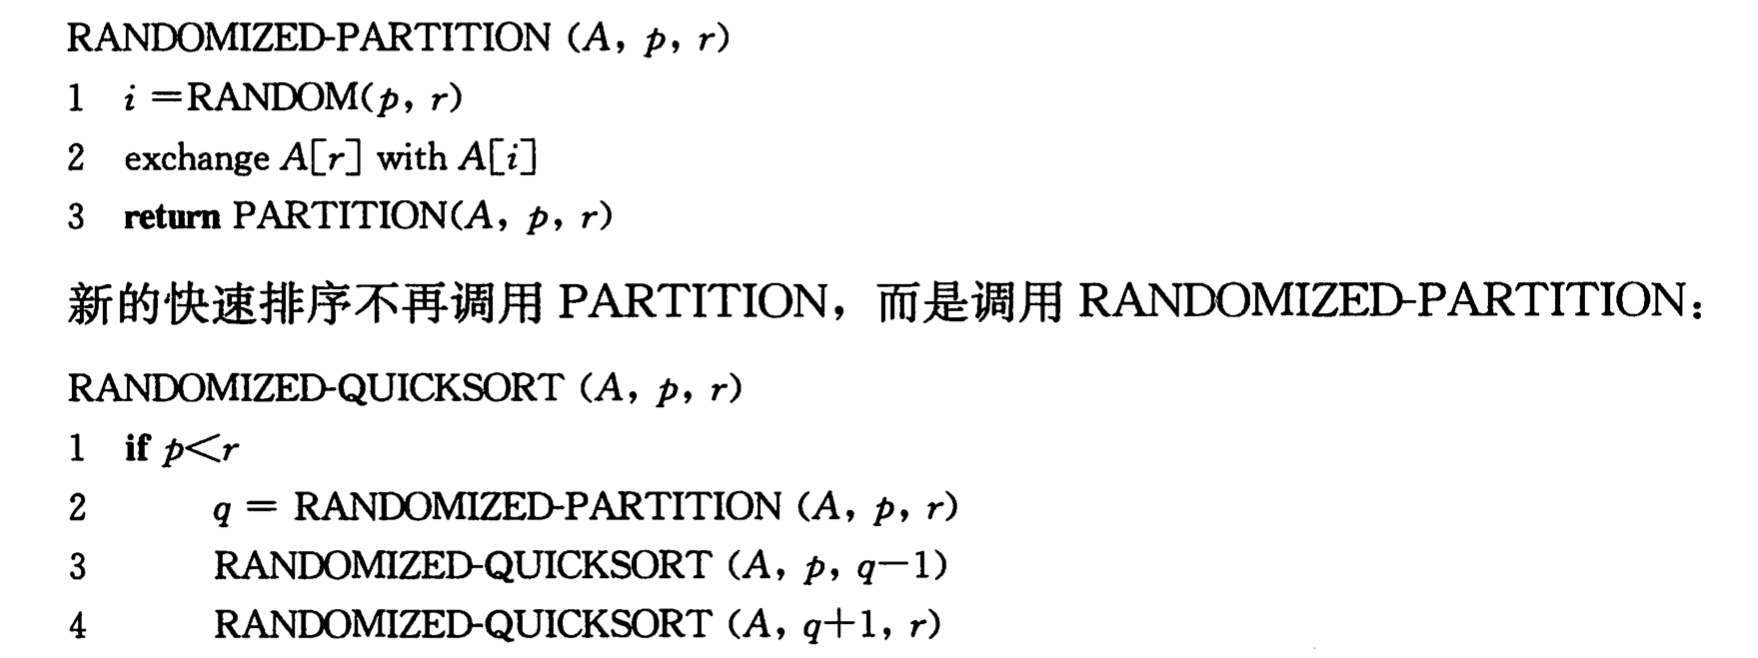 RANDOMIZED-PARTITION (A, p, r)
1 i =RANDOM(p, r)
2 exchange A[r] with A[i]
3 return PARTITION(A, p, r)
新的快速排序不再调用 PARTITION，而是调用 RANDOMIZED-PARTITION：
RANDOMIZED-QUICKSORT (A, p, r)
1 if p<r
2 q = RANDOMIZED-PARTITION (A, p, r)
3 RANDOMIZED-QUICKSORT (A, p, q−1)
4 RANDOMIZED-QUICKSORT (A, q+1, r)